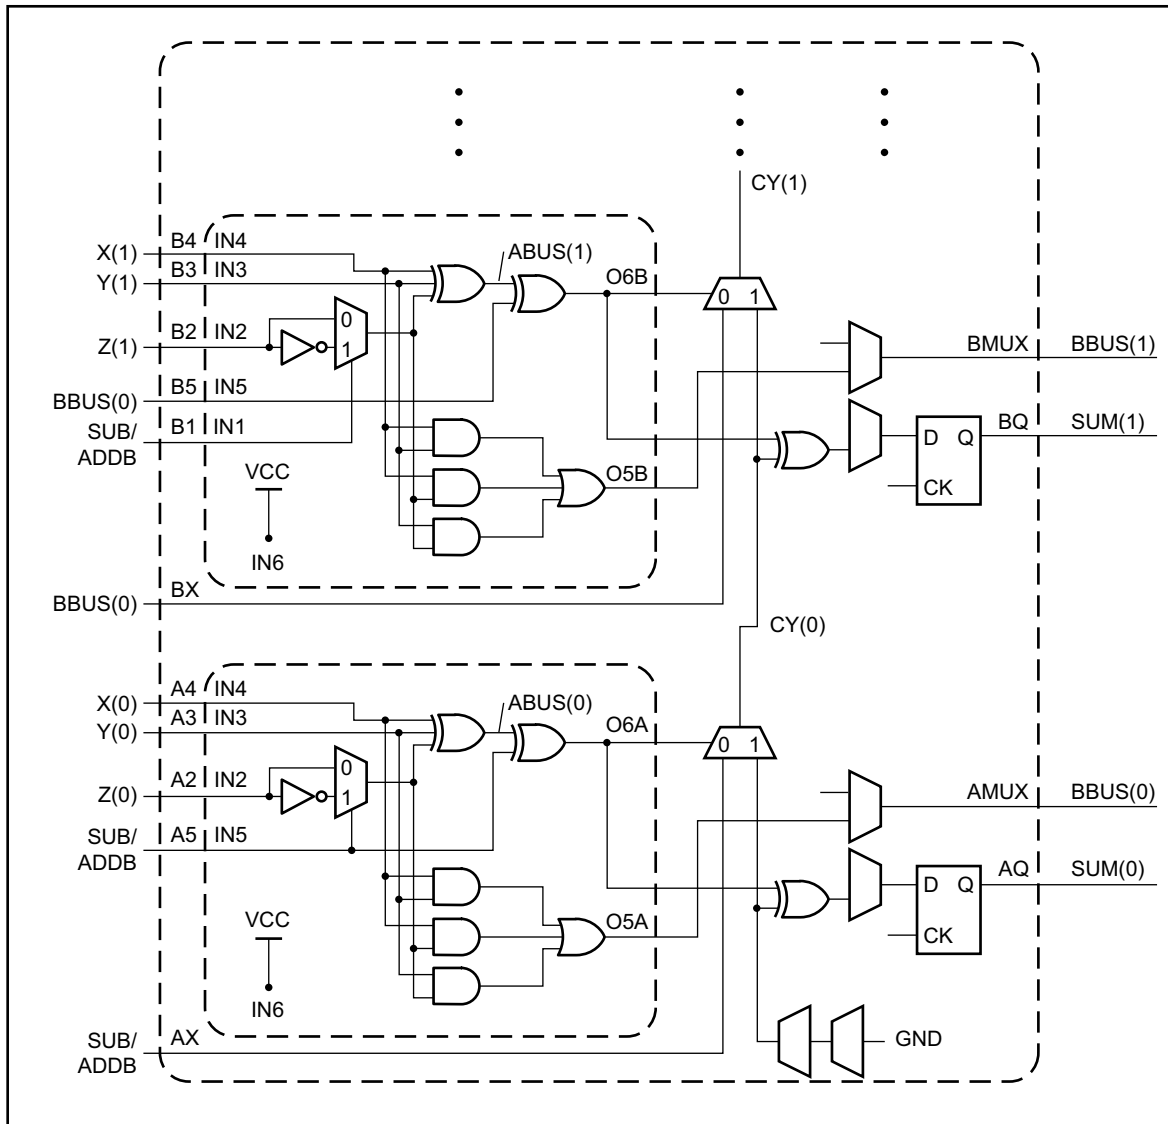 CY(1)
X(1) B4 IN4 ABUS(1) O6B
Y(1) B3 IN3
0 1
Z(1) B2 IN2 0 1
BMUX BBUS(1)
BBUS(0) B5 IN5
SUB/
ADDB B1 IN1
D Q BQ SUM(1)
VCC O5B
CK
IN6
BBUS(0) BX
CY(0)
X(0) A4 IN4 ABUS(0) O6A
Y(0) A3 IN3
0 1
Z(0) A2 IN2 0 1
AMUX BBUS(0)
SUB/
ADDB A5 IN5
D Q AQ SUM(0)
VCC O5A
CK
IN6
SUB/
ADDB AX
GND